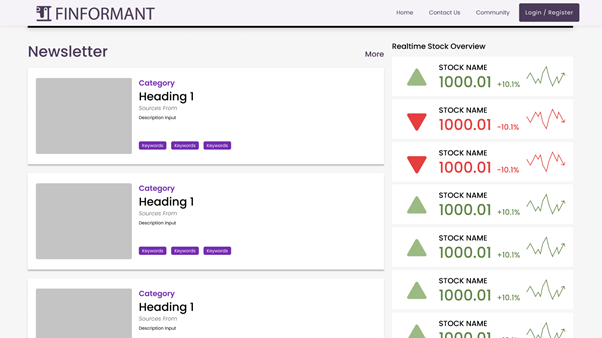 FINFORMANT
Home
Contact Us
Community
Login / Register
Newsletter
More
Category
Heading 1
Sources From
Description Input
Keywords Keywords Keywords
Category
Heading 1
Sources From
Description Input
Keywords Keywords Keywords
Category
Heading 1
Sources From
Description Input
Realtime Stock Overview
STOCK NAME
1000.01 +10.1%
STOCK NAME
1000.01 -10.1%
STOCK NAME
1000.01 -10.1%
STOCK NAME
1000.01 +10.1%
STOCK NAME
1000.01 +10.1%
STOCK NAME
1000.01 +10.1%
STOCK NAME
1000.01 +10.1%